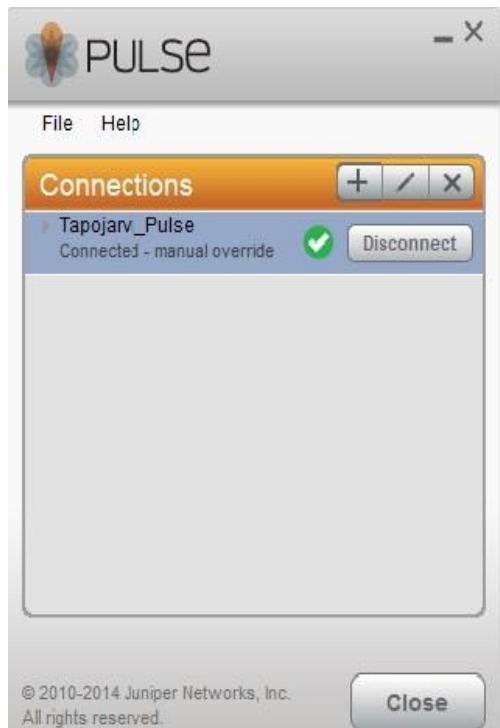 PULSE
File Help
Connections
Tapojarv_Pulse
Connected - manual override
Disconnect
© 2010-2014 Juniper Networks, Inc.
All rights reserved.
Close